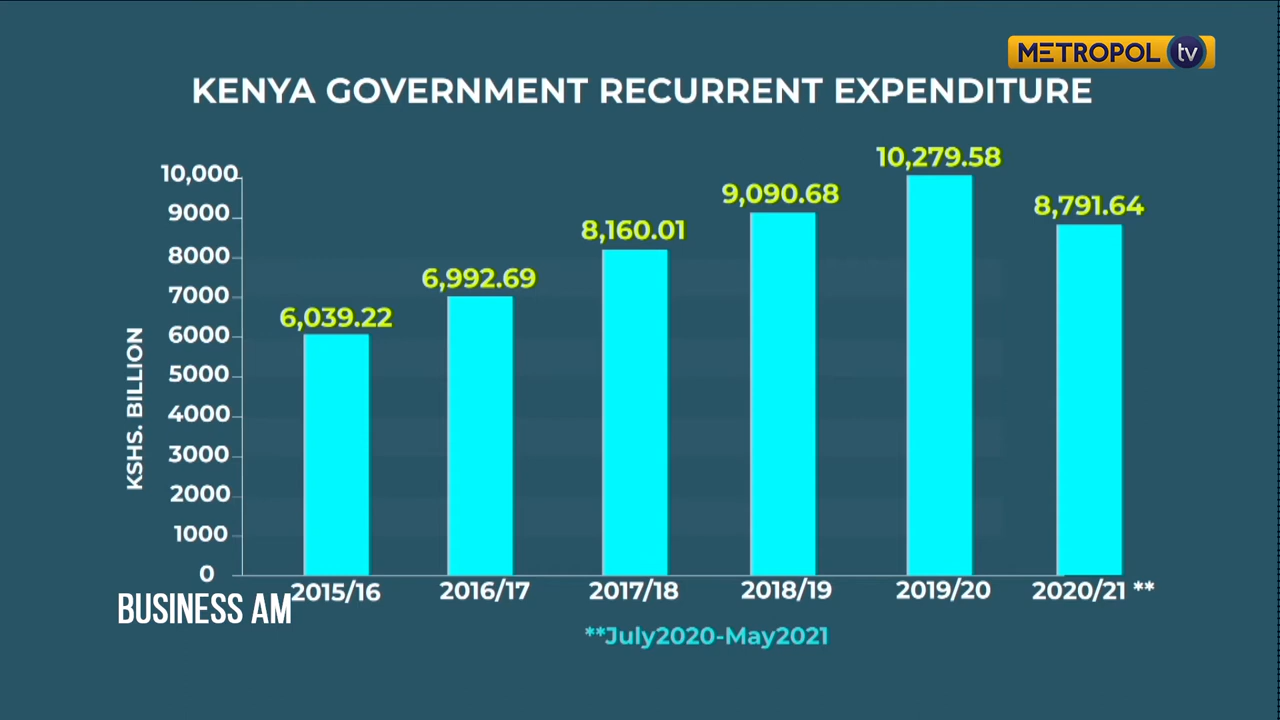 METROPOL tv
KENYA GOVERNMENT RECURRENT EXPENDITURE
KSHS. BILLION
10,000
9000
8000
7000
6000
5000
4000
3000
2000
1000
0
6,039.22
6,992.69
8,160.01
9,090.68
10,279.58
8,791.64
2015/16 2016/17 2017/18 2018/19 2019/20 2020/21 **
BUSINESS AM
**July2020-May2021